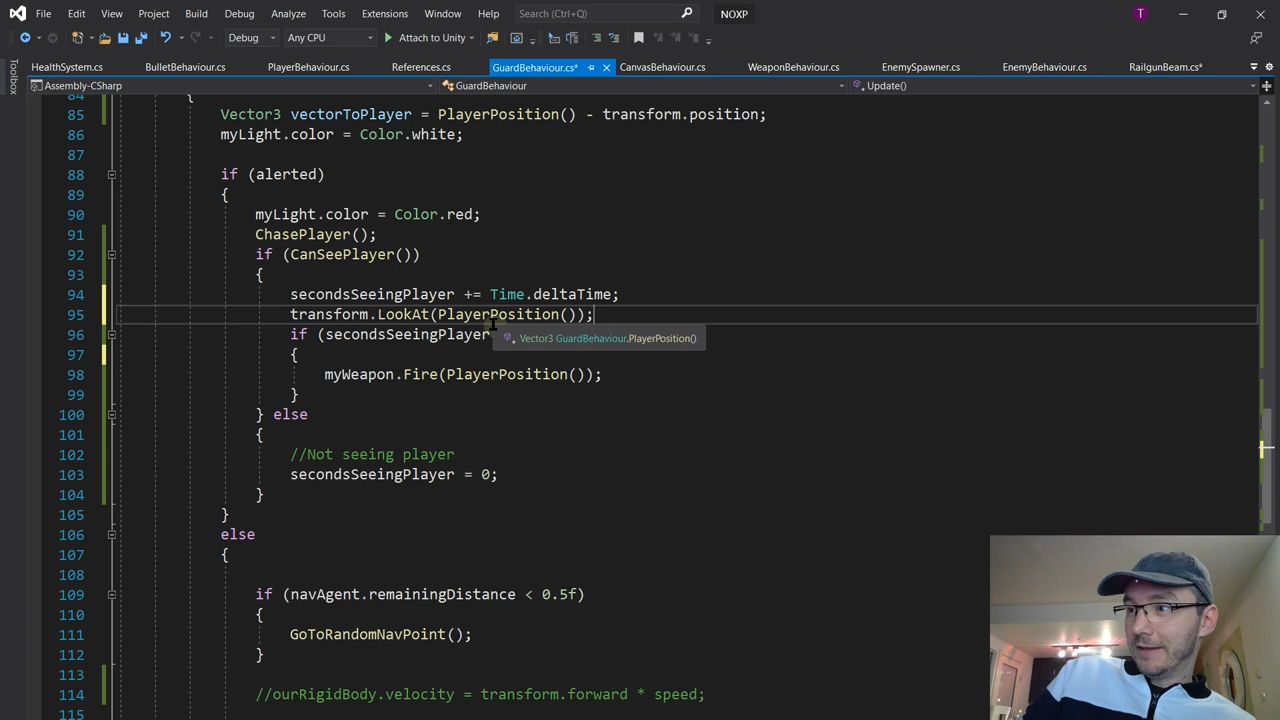 File Edit View Project Build Debug Analyze Tools Extensions Window Help Search (Ctrl+Q) NOXP T
Debug Any CPU Attach to Unity
HealthSystem.cs BulletBehaviour.cs PlayerBehaviour.cs References.cs GuardBehaviour.cs* CanvasBehaviour.cs WeaponBehaviour.cs EnemySpawner.cs EnemyBehaviour.cs RailgunBeam.cs*
Toolbox
Assembly-CSharp GuardBehaviour Update()
84 {
85 Vector3 vectorToPlayer = PlayerPosition() - transform.position;
86 myLight.color = Color.white;
87
88 if (alerted)
89 {
90 myLight.color = Color.red;
91 ChasePlayer();
92 if (CanSeePlayer())
93 {
94 secondsSeeingPlayer += Time.deltaTime;
95 transform.LookAt(PlayerPosition());
96 if (secondsSeeingPlayer
Vector3 GuardBehaviour.PlayerPosition()
97 {
98 myWeapon.Fire(PlayerPosition());
99 }
100 } else
101 {
102 //Not seeing player
103 secondsSeeingPlayer = 0;
104 }
105 }
106 else
107 {
108
109 if (navAgent.remainingDistance < 0.5f)
110 {
111 GoToRandomNavPoint();
112 }
113
114 //ourRigidBody.velocity = transform.forward * speed;
115